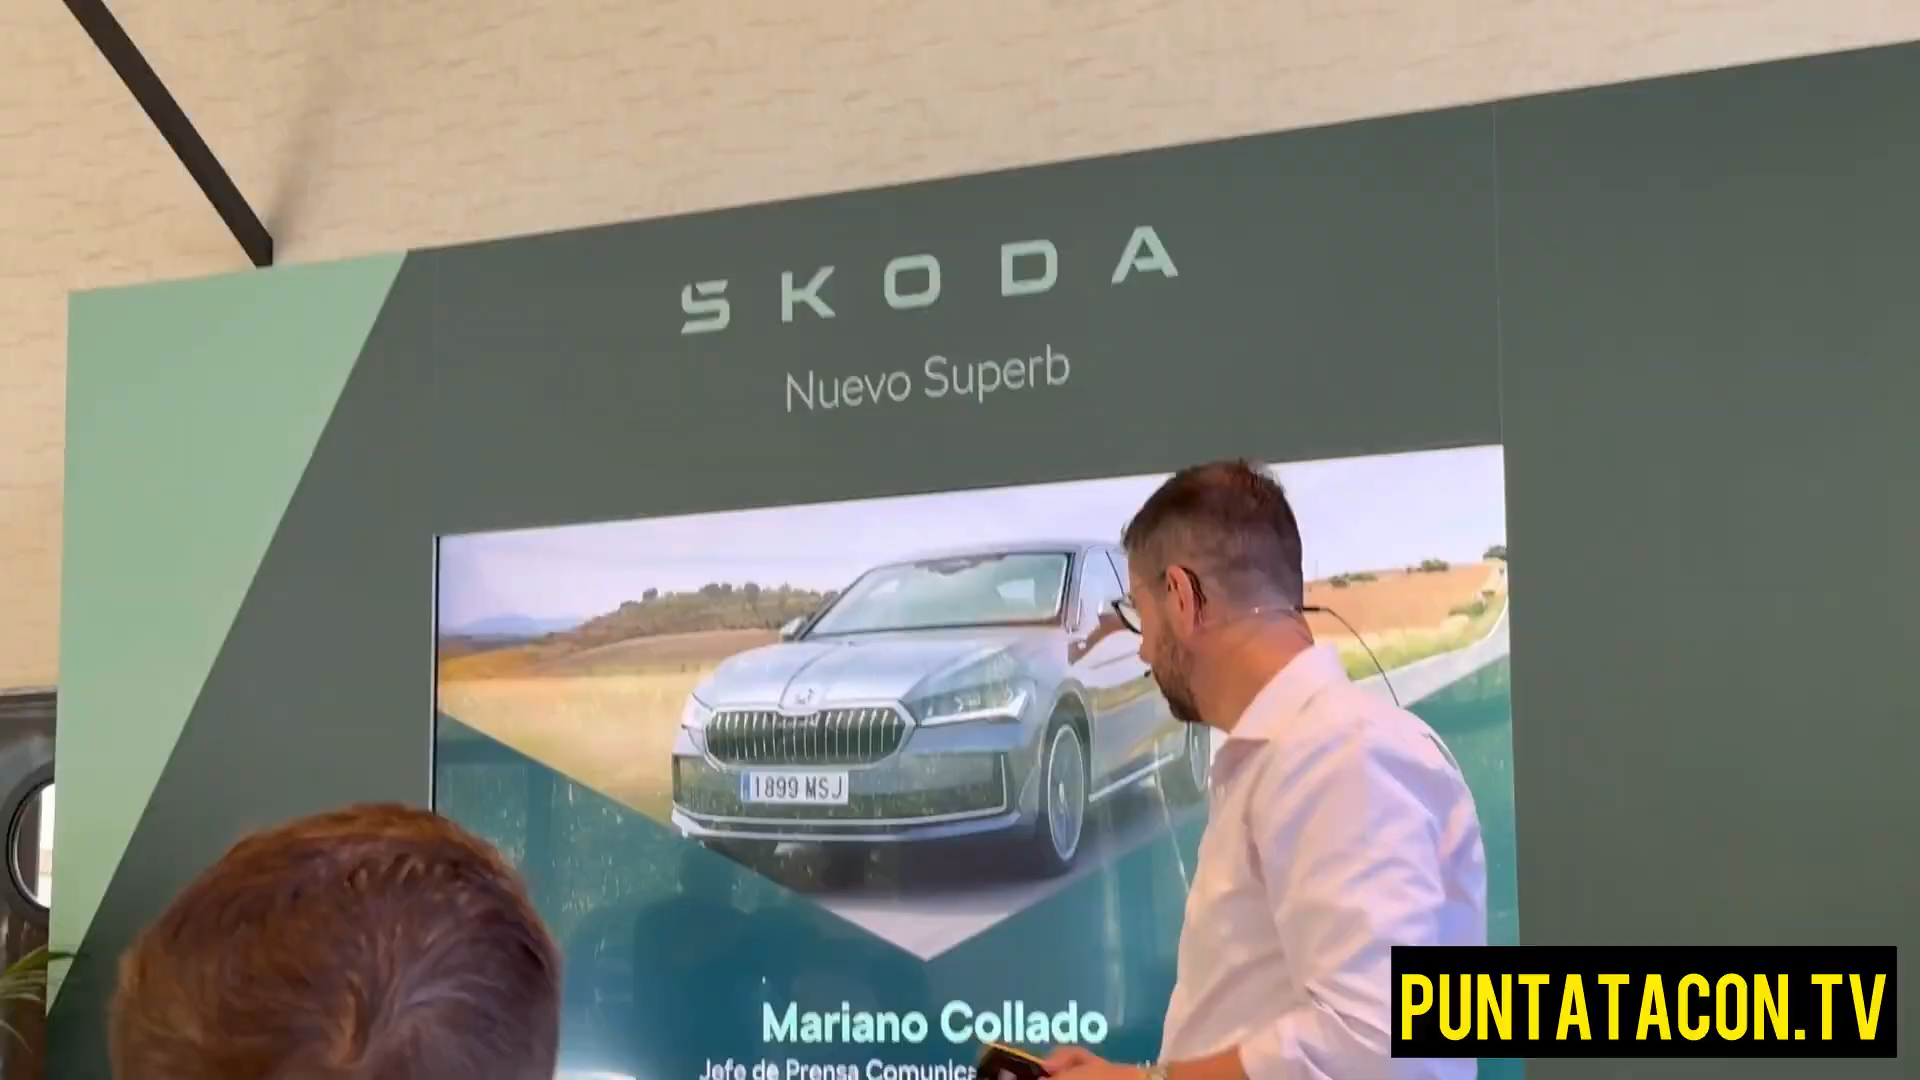 SKODA
Nuevo Superb
1899 MSJ
Mariano Collado
Jefe de Prensa
PUNTATACON.TV